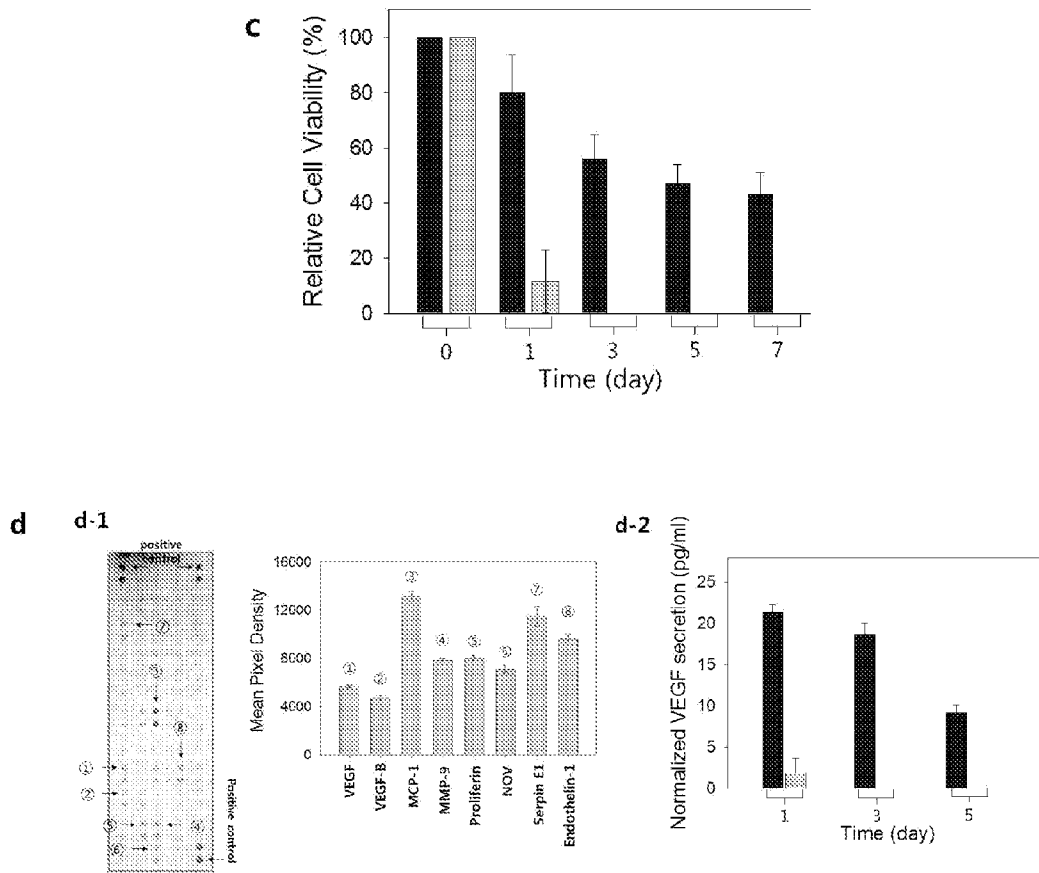 c
Relative Cell Viability (%)
100
80
60
40
20
0
0 1 3 5 7
Time (day)
d
d-1
positive
control
⑦
③
⑧
①
②
⑤ ④
⑥
Positive control
Mean Pixel Density
16000
12000
8000
4000
0
① ② ③ ④ ⑤ ⑥ ⑦ ⑧
VEGF
VEGF-B
MCP-1
MMP-9
Proliferin
NOV
Serpin E1
Endothelin-1
d-2
Normalized VEGF secretion (pg/ml)
25
20
15
10
5
0
1 3 5
Time (day)